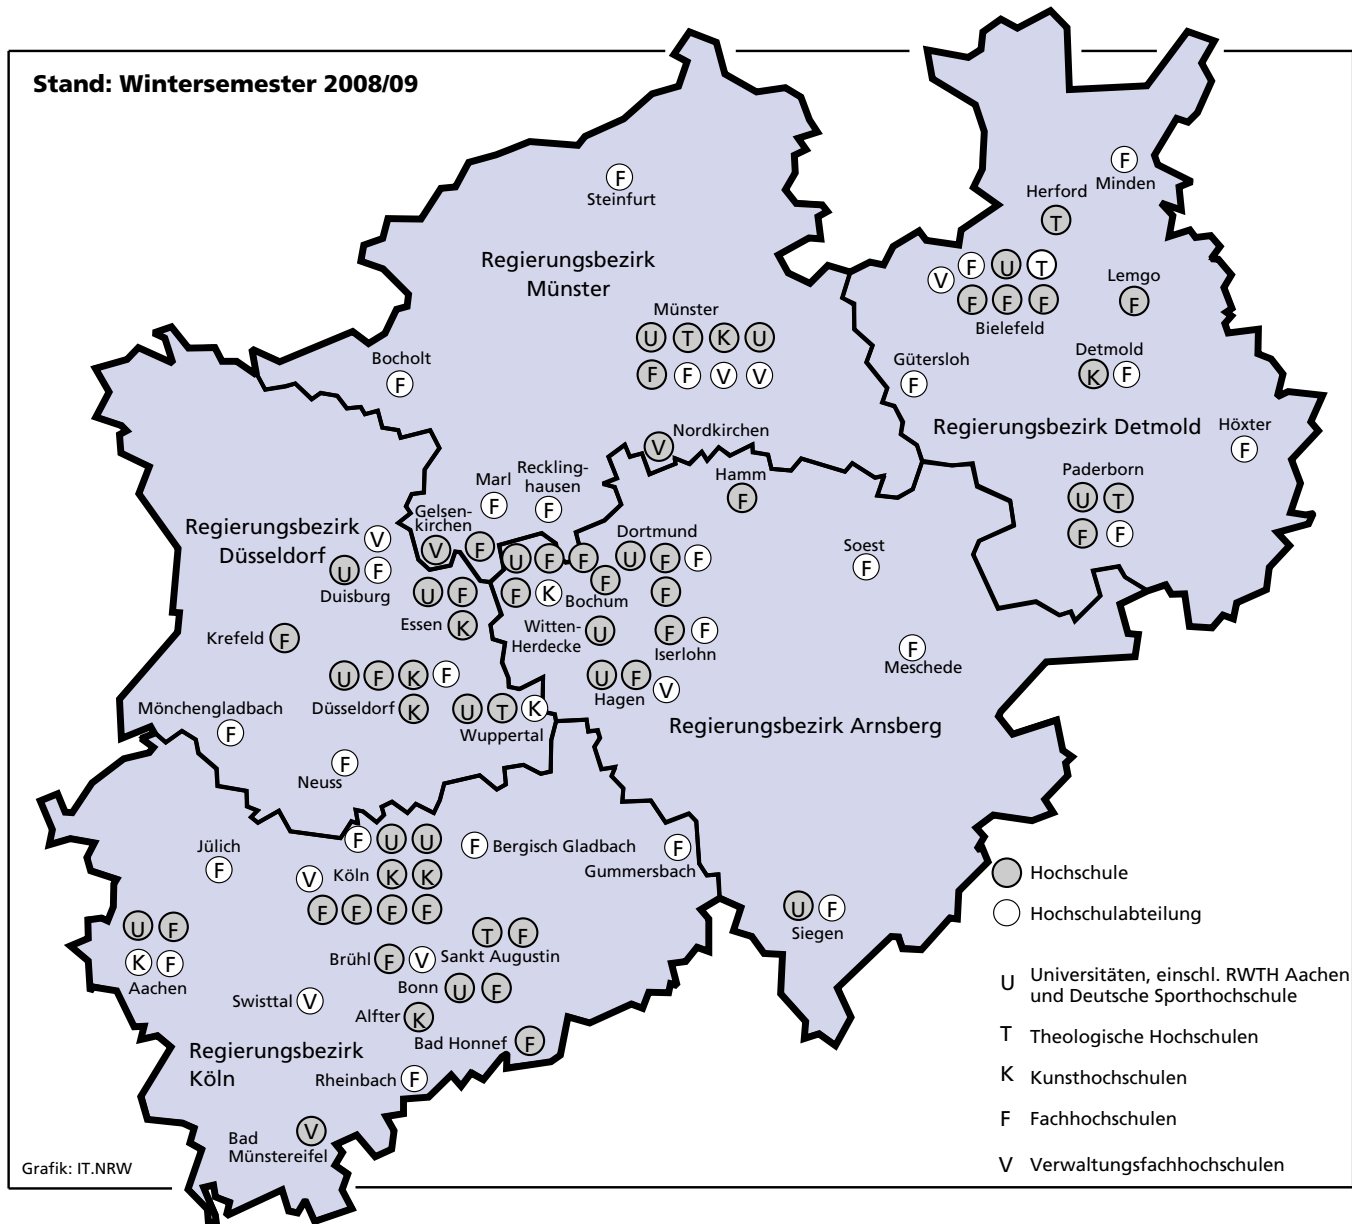 Stand: Wintersemester 2008/09
F
Steinfurt
F
Minden
Herford
T
Regierungsbezirk
Münster
V F U T
F F F
Bielefeld
Lemgo
F
Münster
U T K U
F F V V
Bocholt
F
Gütersloh
F
Detmold
K F
Regierungsbezirk Detmold
Höxter
F
Nordkirchen
V
Hamm
F
Paderborn
U T
F F
Marl
F
Reckling-
hausen
F
Gelsen-
kirchen
V F
Regierungsbezirk
Düsseldorf
V
U F
Duisburg
U F
Essen K
U F F
F
F K Bochum
Dortmund
U F F
F
Soest
F
Krefeld F
Witten-
Herdecke
U
F F
Iserlohn
F
Meschede
U F K F
Düsseldorf K
U T K
Wuppertal
U F
Hagen V
Regierungsbezirk Arnsberg
Mönchengladbach
F
F
Neuss
Jülich
F
F U U
V Köln K K
F F F F
F Bergisch Gladbach
F
Gummersbach
U F
Siegen
U F
K F
Aachen
T F
Sankt Augustin
Brühl F V
Bonn U F
Swisttal V
Alfter K
Bad Honnef F
Regierungsbezirk
Köln
Rheinbach F
Bad
Münstereifel
V
Hochschule
Hochschulabteilung
U Universitäten, einschl. RWTH Aachen
und Deutsche Sporthochschule
T Theologische Hochschulen
K Kunsthochschulen
F Fachhochschulen
V Verwaltungsfachhochschulen
Grafik: IT.NRW